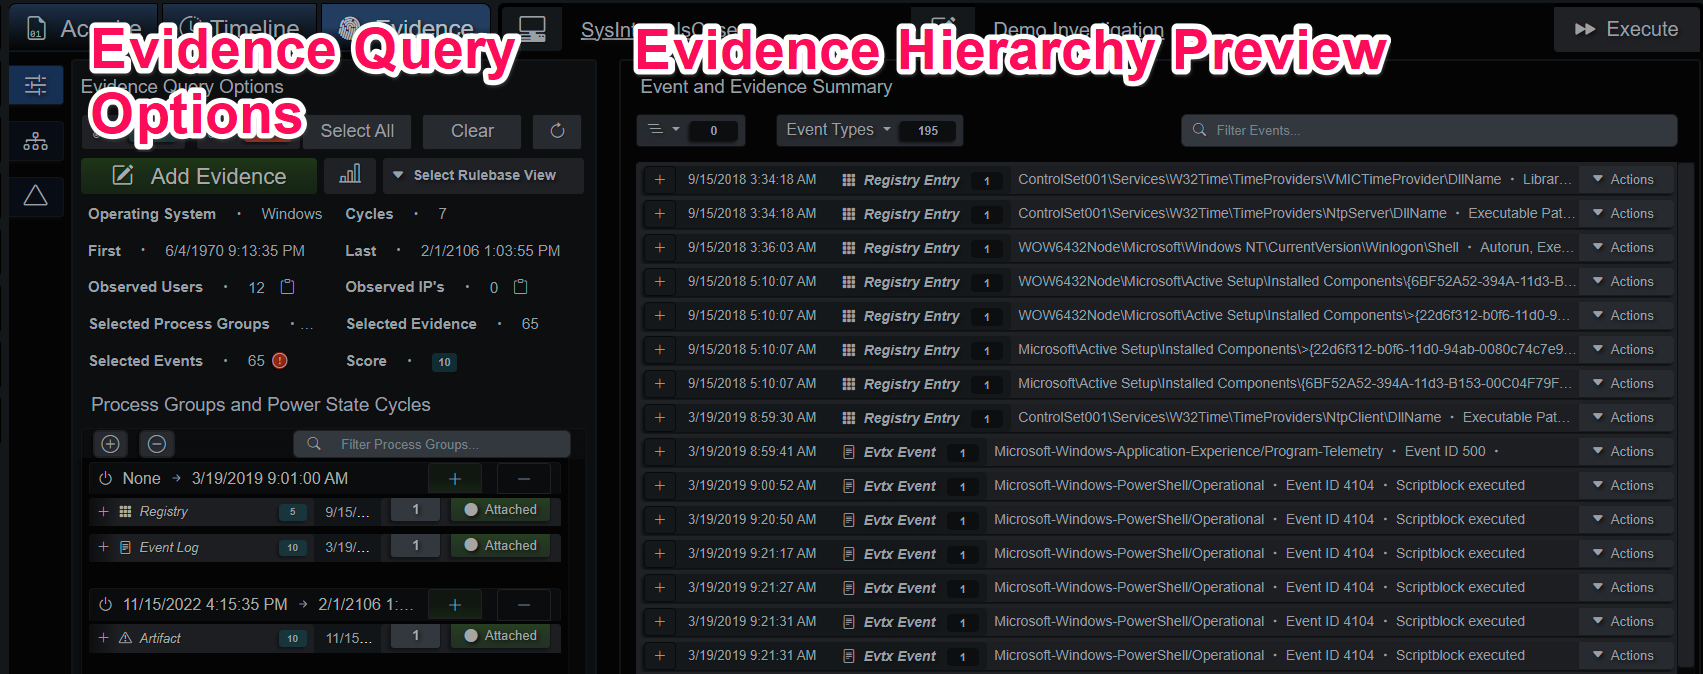 Timeline
Evidence
Demo Investigation
Execute
Evidence Query Options
Evidence Hierarchy Preview
Evidence Query Options
Event and Evidence Summary
Select All
Clear
0
Event Types
195
Filter Events...
Add Evidence
Select Rulebase View
Operating System • Windows
Cycles • 7
First • 6/4/1970 9:13:35 PM
Last • 2/1/2106 1:03:55 PM
Observed Users • 12
Observed IP's • 0
Selected Process Groups • ...
Selected Evidence • 65
Selected Events • 65
Score • 10
Process Groups and Power State Cycles
Filter Process Groups...
None → 3/19/2019 9:01:00 AM + −
+ Registry 5 9/15/... 1 Attached
+ Event Log 10 3/19/... 1 Attached
11/15/2022 4:15:35 PM → 2/1/2106 1:... + −
+ Artifact 10 11/15... 1 Attached
+ 9/15/2018 3:34:18 AM Registry Entry 1 ControlSet001\Services\W32Time\TimeProviders\VMICTimeProvider\DllName • Librar... Actions
+ 9/15/2018 3:34:18 AM Registry Entry 1 ControlSet001\Services\W32Time\TimeProviders\NtpServer\DllName • Executable Pat... Actions
+ 9/15/2018 3:36:03 AM Registry Entry 1 WOW6432Node\Microsoft\Windows NT\CurrentVersion\Winlogon\Shell • Autorun, Exe... Actions
+ 9/15/2018 5:10:07 AM Registry Entry 1 WOW6432Node\Microsoft\Active Setup\Installed Components\{6BF52A52-394A-11d3-B... Actions
+ 9/15/2018 5:10:07 AM Registry Entry 1 WOW6432Node\Microsoft\Active Setup\Installed Components\>{22d6f312-b0f6-11d0-9... Actions
+ 9/15/2018 5:10:07 AM Registry Entry 1 Microsoft\Active Setup\Installed Components\>{22d6f312-b0f6-11d0-94ab-0080c74c7e9... Actions
+ 9/15/2018 5:10:07 AM Registry Entry 1 Microsoft\Active Setup\Installed Components\{6BF52A52-394A-11d3-B153-00C04F79F... Actions
+ 3/19/2019 8:59:30 AM Registry Entry 1 ControlSet001\Services\W32Time\TimeProviders\NtpClient\DllName • Executable Pat... Actions
+ 3/19/2019 8:59:41 AM Evtx Event 1 Microsoft-Windows-Application-Experience/Program-Telemetry • Event ID 500 • Actions
+ 3/19/2019 9:00:52 AM Evtx Event 1 Microsoft-Windows-PowerShell/Operational • Event ID 4104 • Scriptblock executed Actions
+ 3/19/2019 9:20:50 AM Evtx Event 1 Microsoft-Windows-PowerShell/Operational • Event ID 4104 • Scriptblock executed Actions
+ 3/19/2019 9:21:17 AM Evtx Event 1 Microsoft-Windows-PowerShell/Operational • Event ID 4104 • Scriptblock executed Actions
+ 3/19/2019 9:21:27 AM Evtx Event 1 Microsoft-Windows-PowerShell/Operational • Event ID 4104 • Scriptblock executed Actions
+ 3/19/2019 9:21:31 AM Evtx Event 1 Microsoft-Windows-PowerShell/Operational • Event ID 4104 • Scriptblock executed Actions
+ 3/19/2019 9:21:31 AM Evtx Event 1 Microsoft-Windows-PowerShell/Operational • Event ID 4104 • Scriptblock executed Actions